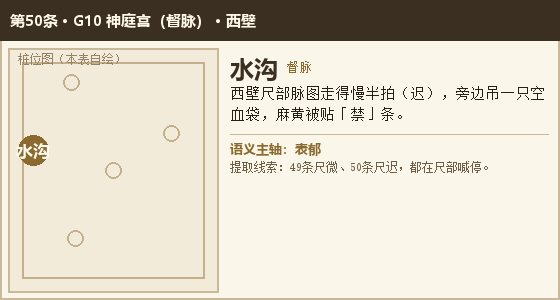 第50条・G10 神庭宫（督脉）・西壁
桩位图（本表自绘）
水沟
水沟 督脉
西壁尺部脉图走得慢半拍（迟），旁边吊一只空
血袋，麻黄被贴「禁」条。
语义主轴：表郁
提取线索：49条尺微、50条尺迟，都在尺部喊停。